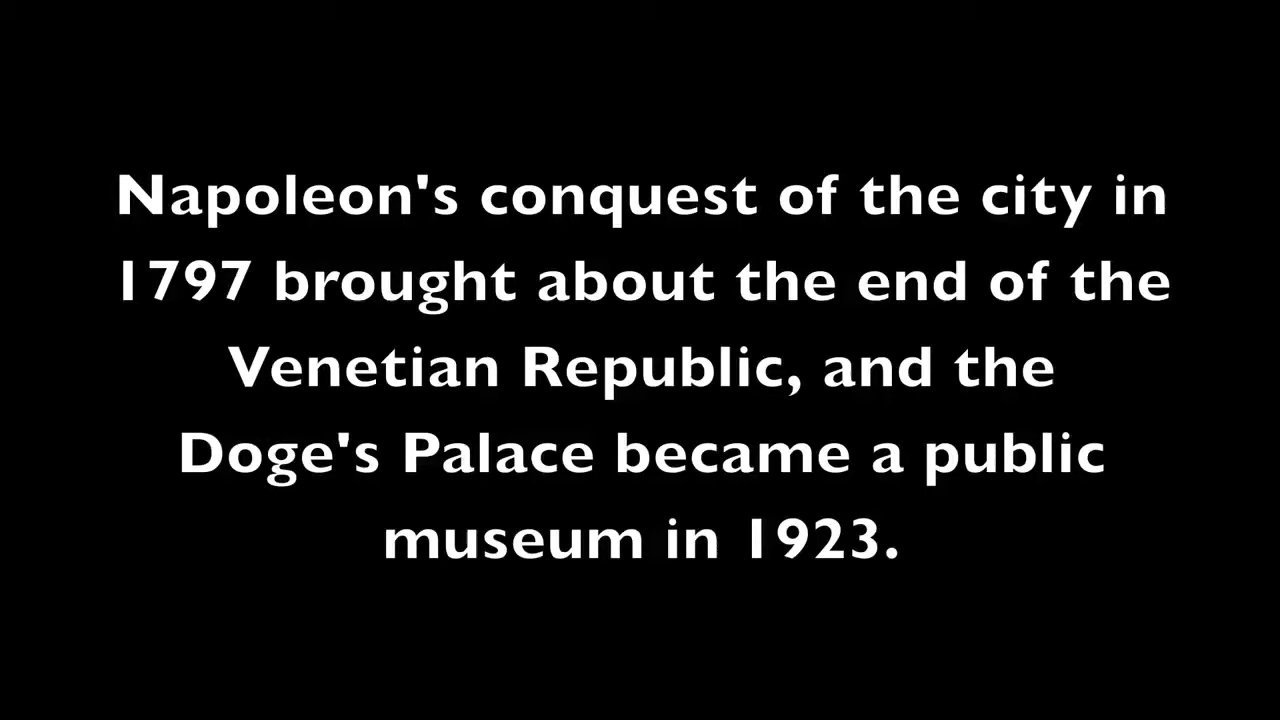 Napoleon's conquest of the city in
1797 brought about the end of the
Venetian Republic, and the
Doge's Palace became a public
museum in 1923.